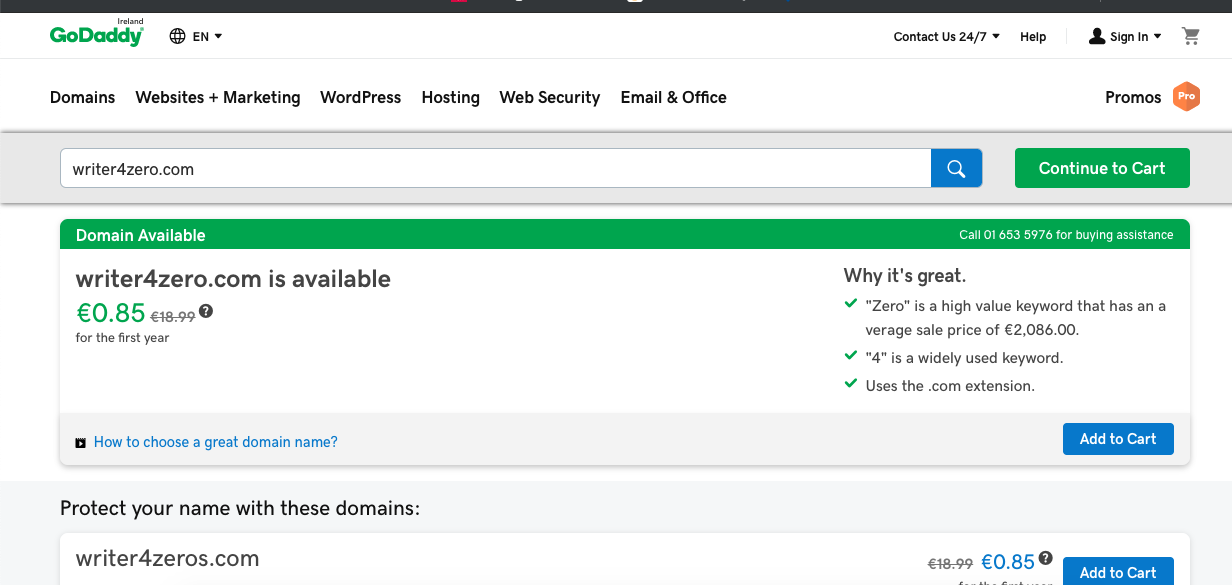 Ireland
GoDaddy
EN
Contact Us 24/7
Help
Sign In
Domains
Websites + Marketing
WordPress
Hosting
Web Security
Email & Office
Promos
Pro
writer4zero.com
Continue to Cart
Domain Available
Call 01 653 5976 for buying assistance
writer4zero.com is available
€0.85 €18.99 ?
for the first year
Why it's great.
"Zero" is a high value keyword that has an a
verage sale price of €2,086.00.
"4" is a widely used keyword.
Uses the .com extension.
How to choose a great domain name?
Add to Cart
Protect your name with these domains:
writer4zeros.com
€18.99 €0.85 ?
for the first year
Add to Cart